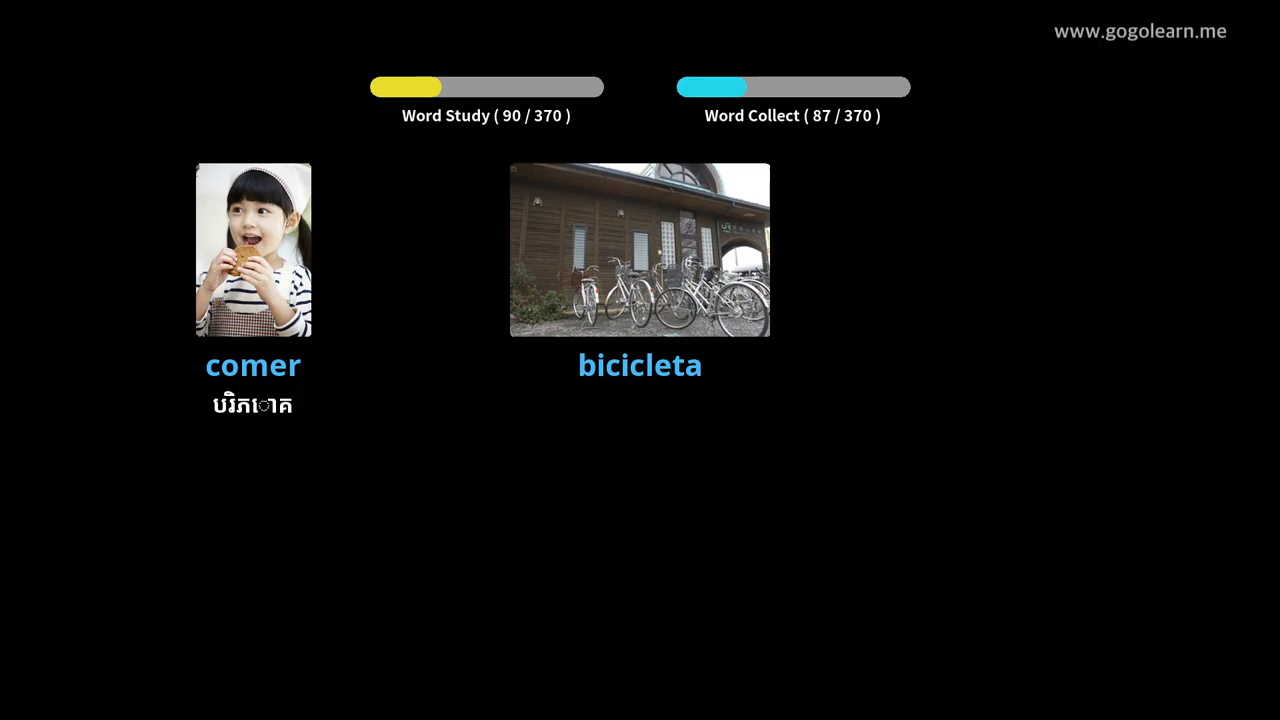 www.gogolearn.me
Word Study ( 90 / 370 )
Word Collect ( 87 / 370 )
comer
bicicleta
បរិភោគ